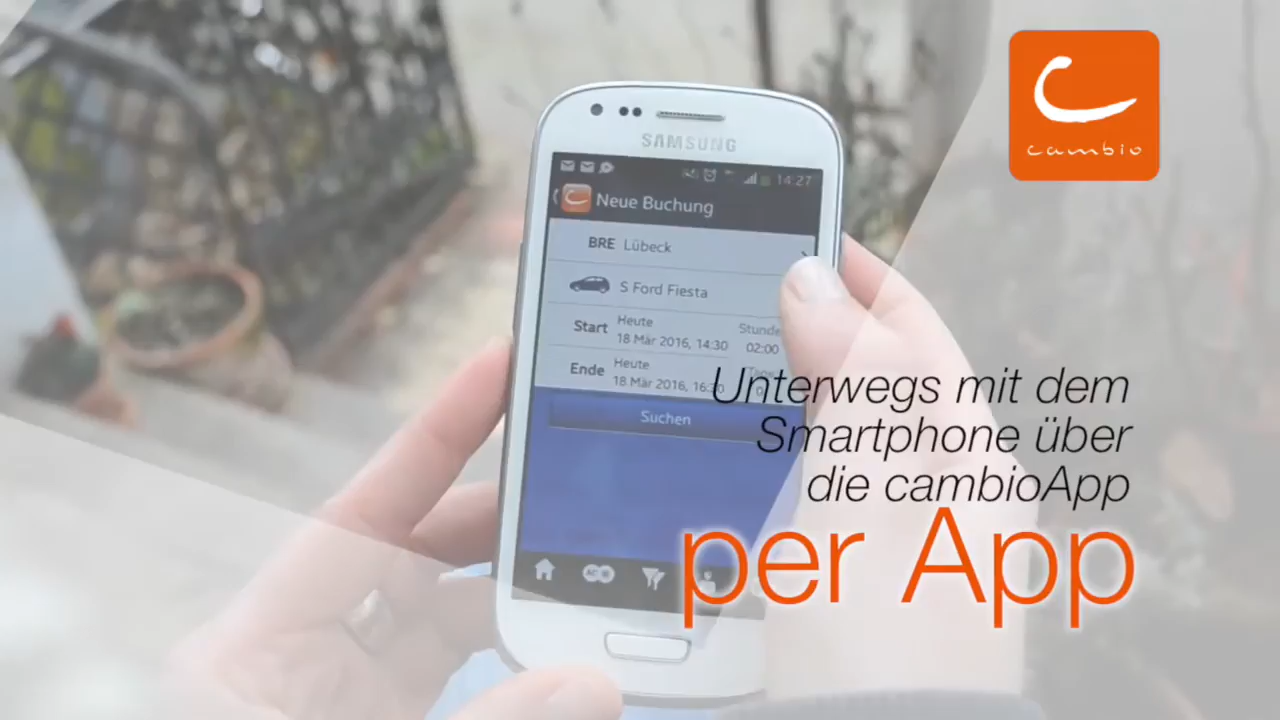 cambio
SAMSUNG
14:27
Neue Buchung
BRE Lübeck
S Ford Fiesta
Start Heute Stunde
18 Mär 2016, 14:30 02:00
Ende Heute
18 Mär 2016, 16:30
Suchen
Unterwegs mit dem
Smartphone über
die cambioApp
per App